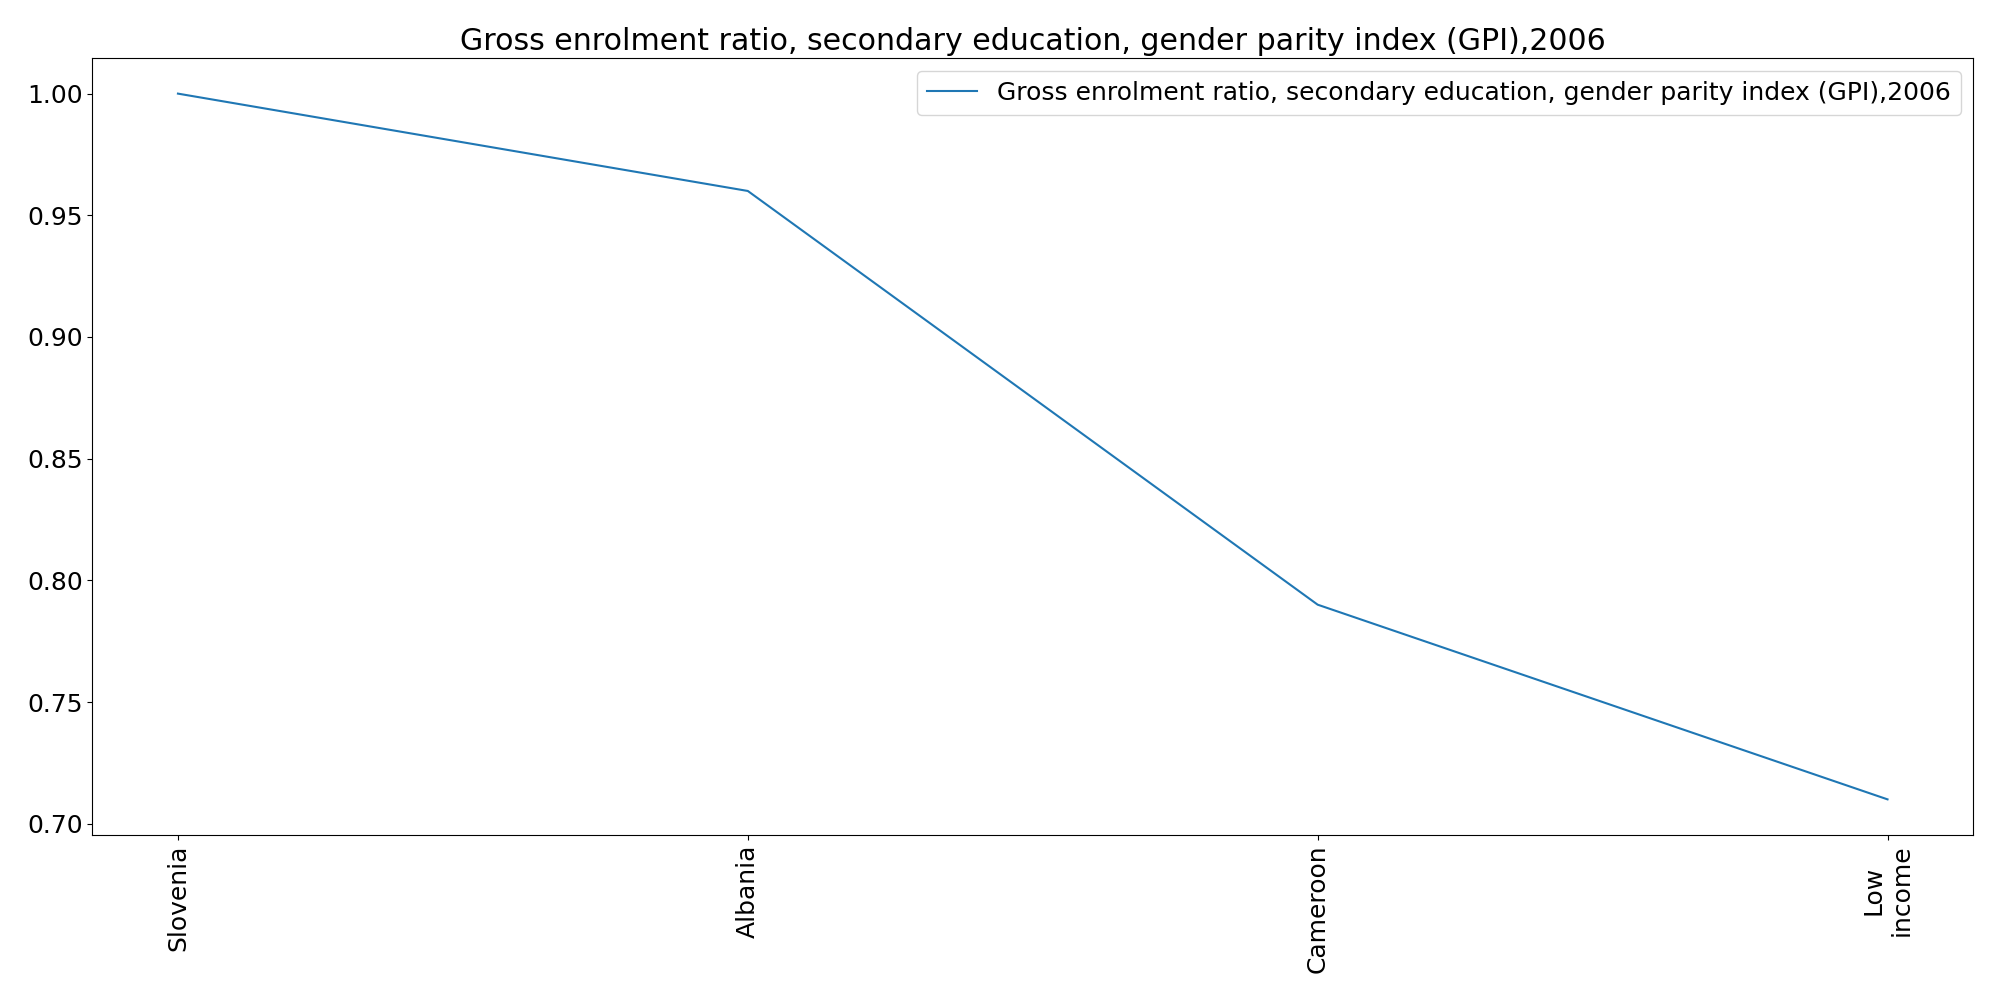 Gross enrolment ratio, secondary education, gender parity index (GPI),2006
Gross enrolment ratio, secondary education, gender parity index (GPI),2006
1.00
0.95
0.90
0.85
0.80
0.75
0.70
Slovenia
Albania
Cameroon
Low
income